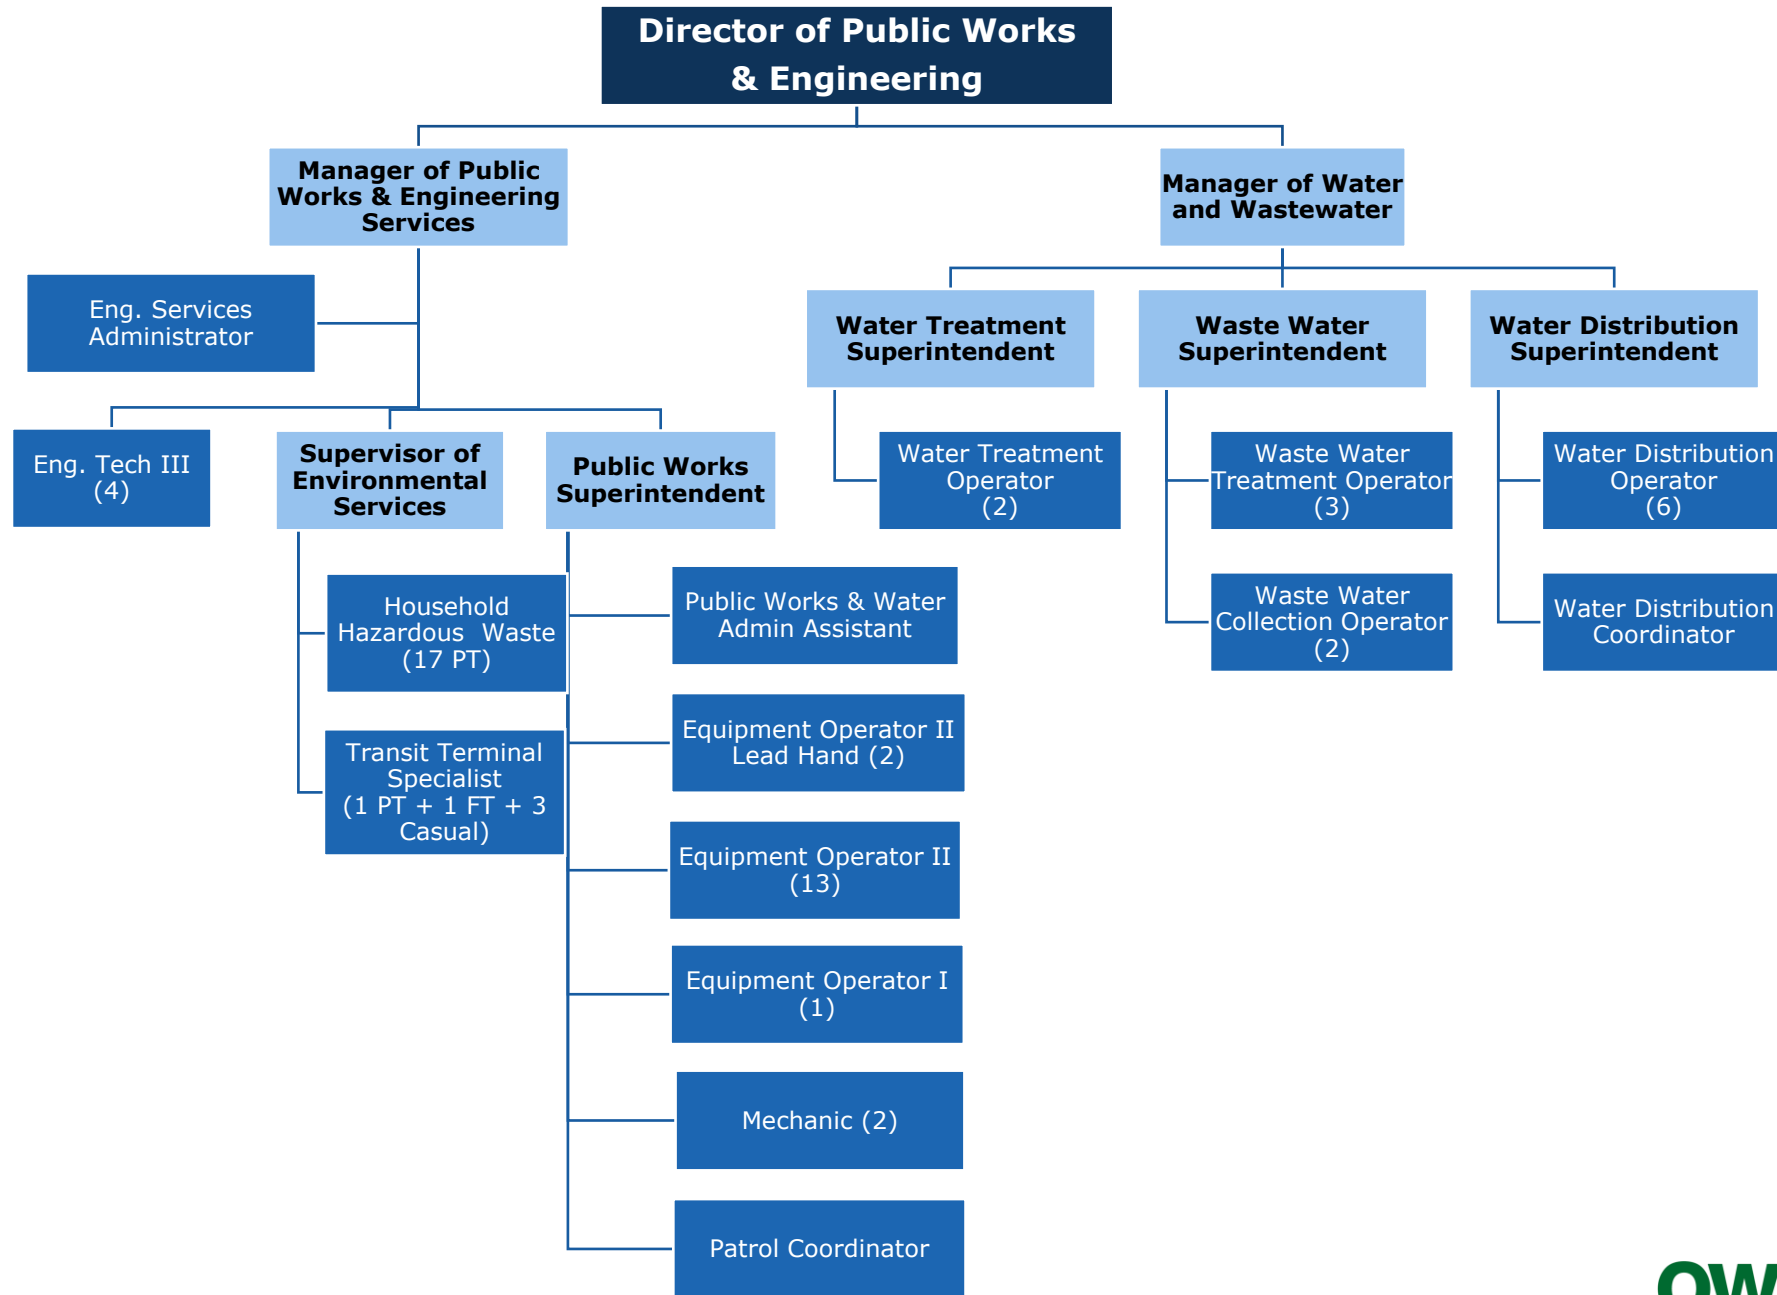 Director of Public Works
& Engineering
Manager of Public
Works & Engineering
Services
Manager of Water
and Wastewater
Eng. Services
Administrator
Water Treatment
Superintendent
Waste Water
Superintendent
Water Distribution
Superintendent
Eng. Tech III
(4)
Supervisor of
Environmental
Services
Public Works
Superintendent
Water Treatment
Operator
(2)
Waste Water
Treatment Operator
(3)
Water Distribution
Operator
(6)
Household
Hazardous Waste
(17 PT)
Public Works & Water
Admin Assistant
Waste Water
Collection Operator
(2)
Water Distribution
Coordinator
Transit Terminal
Specialist
(1 PT + 1 FT + 3
Casual)
Equipment Operator II
Lead Hand (2)
Equipment Operator II
(13)
Equipment Operator I
(1)
Mechanic (2)
Patrol Coordinator